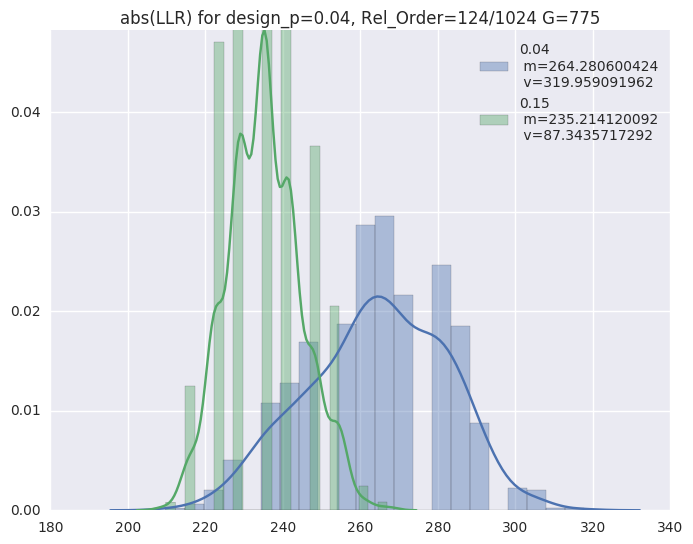 abs(LLR) for design_p=0.04, Rel_Order=124/1024 G=775
0.04
m=264.280600424
v=319.959091962
0.15
m=235.214120092
v=87.3435717292
0.04
0.03
0.02
0.01
0.00
180 200 220 240 260 280 300 320 340